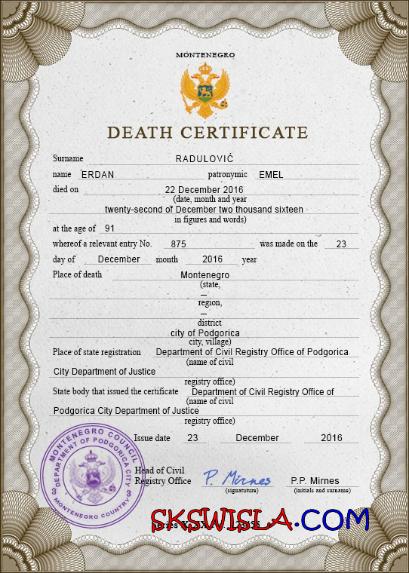 MONTENEGRO
DEATH CERTIFICATE
Surname RADULOVIĆ
name ERDAN patronymic EMEL
died on 22 December 2016
(date, month and year
twenty-second of December two thousand sixteen
in figures and words)
at the age of 91
whereof a relevant entry No. 875 was made on the 23
day of December month 2016 year
Place of death Montenegro
(state,
—
region,
—
district
city of Podgorica
city, village)
Place of state registration Department of Civil Registry Office of Podgorica
(name of civil
City Department of Justice
registry office)
State body that issued the certificate Department of Civil Registry Office of
(name of civil
Podgorica City Department of Justice
registry office)
Issue date 23 December 2016
MONTENEGRO COUNCIL
DEPARTMENT OF PODGORICA CITY
MONTENEGRO COUNTRY
3 3
Head of Civil
Registry Office P. Mirnes P.P. Mirnes
(signatura) (initials and surname)
SKSWISLA.COM